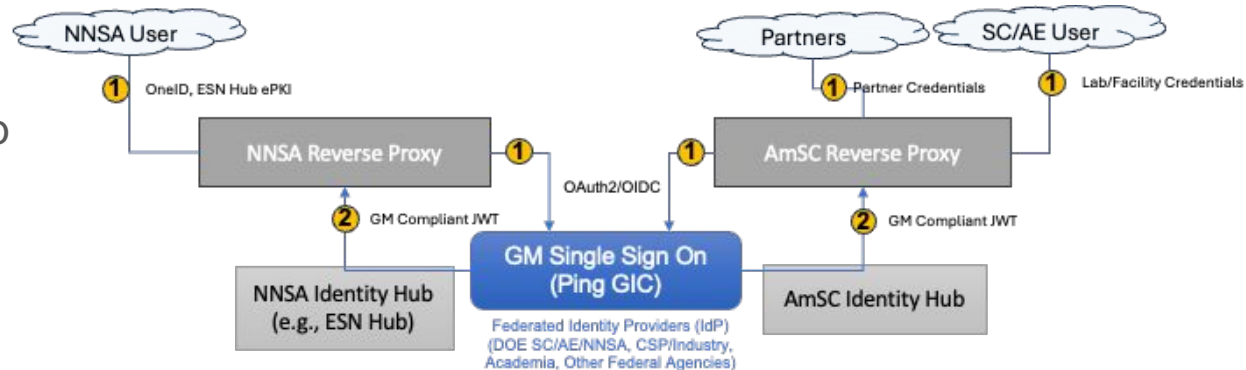 NNSA User
Partners
SC/AE User
1
OneID, ESN Hub ePKI
1
Partner Credentials
1
Lab/Facility Credentials
NNSA Reverse Proxy
1
OAuth2/OIDC
1
AmSC Reverse Proxy
2
GM Compliant JWT
2
GM Compliant JWT
GM Single Sign On
(Ping GIC)
NNSA Identity Hub
(e.g., ESN Hub)
AmSC Identity Hub
Federated Identity Providers (IdP)
(DOE SC/AE/NNSA, CSP/Industry,
Academia, Other Federal Agencies)